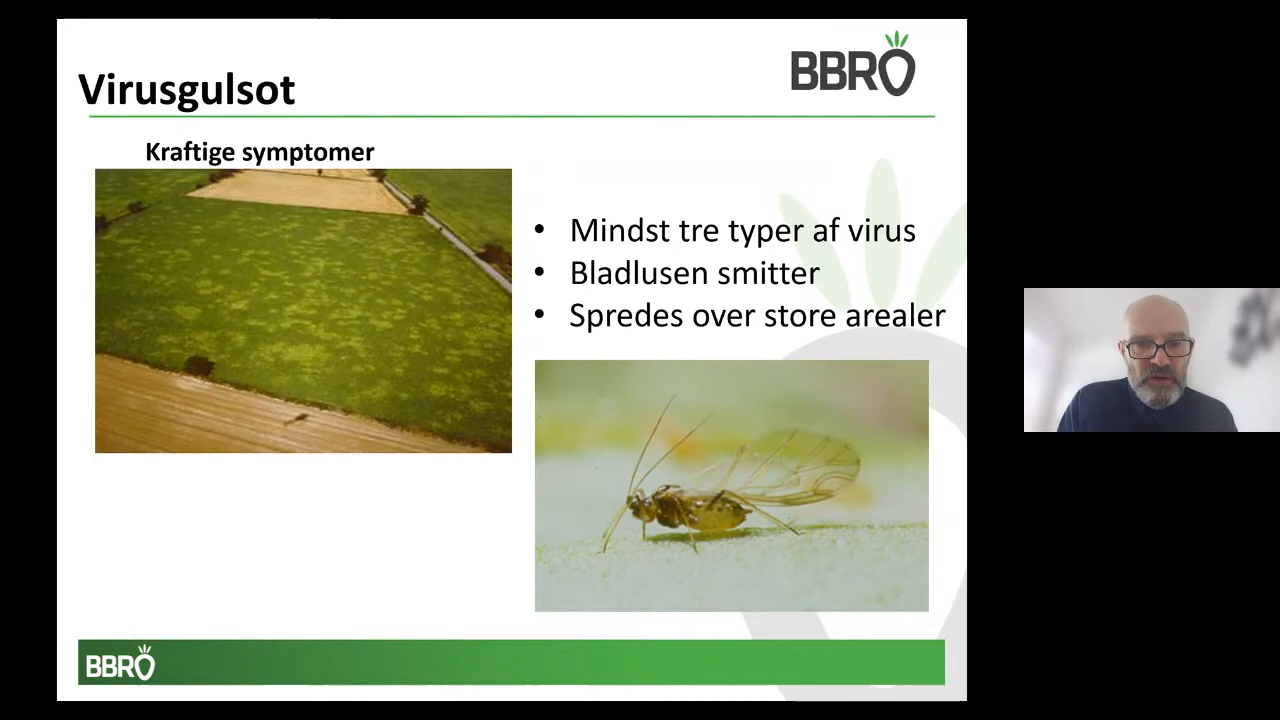 Virusgulsot
BBRO
Kraftige symptomer
• Mindst tre typer af virus
• Bladlusen smitter
• Spredes over store arealer
BBRO